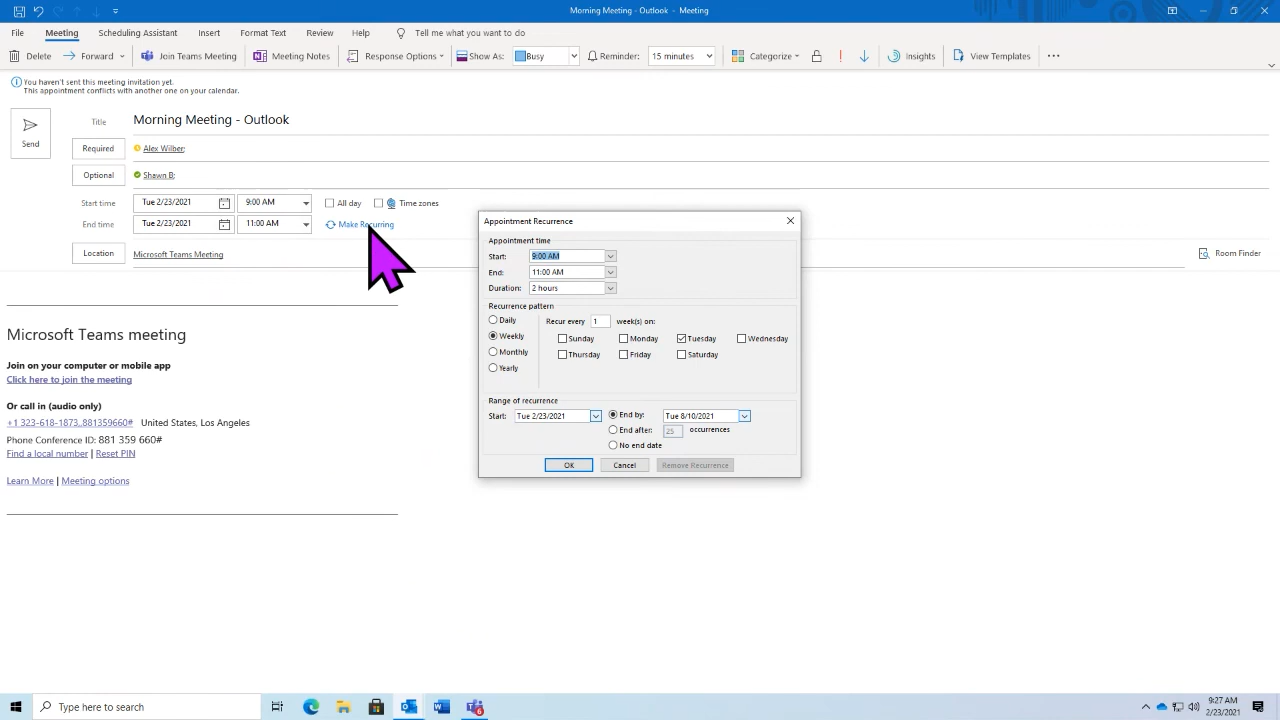 Morning Meeting - Outlook - Meeting
File Meeting Scheduling Assistant Insert Format Text Review Help Tell me what you want to do
Delete Forward Join Teams Meeting Meeting Notes Response Options Show As: Busy Reminder: 15 minutes Categorize Insights View Templates
You haven't sent this meeting invitation yet.
This appointment conflicts with another one on your calendar.
Send
Title Morning Meeting - Outlook
Required Alex Wilber;
Optional Shawn B;
Start time Tue 2/23/2021 9:00 AM All day Time zones
End time Tue 2/23/2021 11:00 AM Make Recurring
Location Microsoft Teams Meeting Room Finder
Microsoft Teams meeting
Join on your computer or mobile app
Click here to join the meeting
Or call in (audio only)
+1 323-618-1873,,881359660# United States, Los Angeles
Phone Conference ID: 881 359 660#
Find a local number | Reset PIN
Learn More | Meeting options
Appointment Recurrence
Appointment time
Start: 9:00 AM
End: 11:00 AM
Duration: 2 hours
Recurrence pattern
Daily Recur every 1 week(s) on:
Weekly Sunday Monday Tuesday Wednesday
Monthly Thursday Friday Saturday
Yearly
Range of recurrence
Start: Tue 2/23/2021 End by: Tue 8/10/2021
End after: 25 occurrences
No end date
OK Cancel Remove Recurrence
Type here to search
6
9:27 AM
2/23/2021